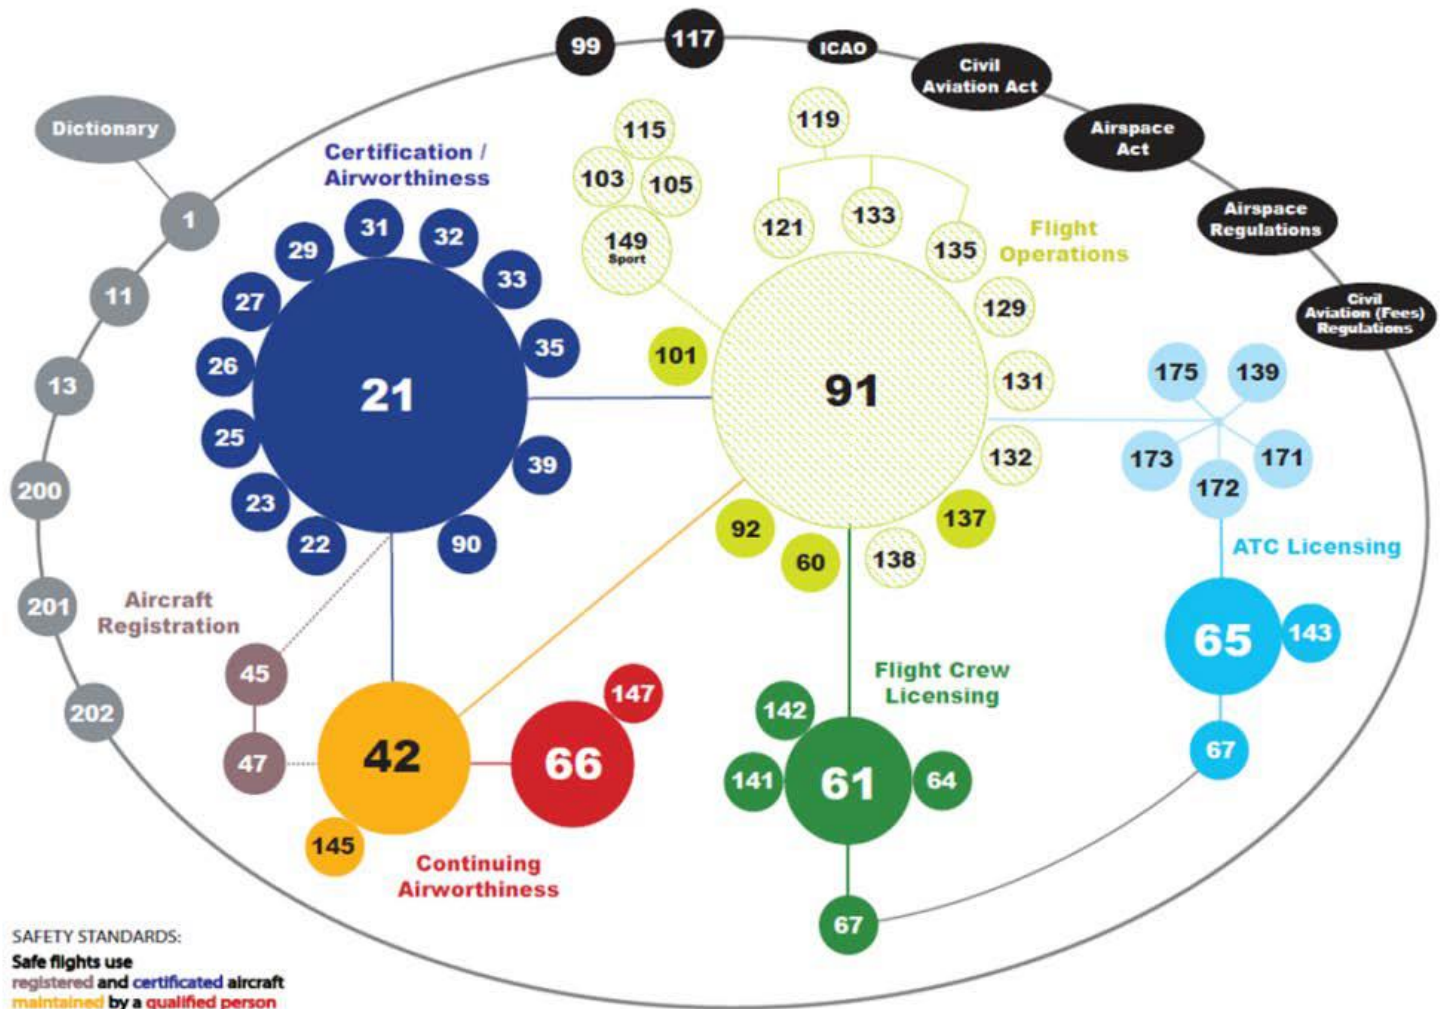 99
117
ICAO
Civil
Aviation Act
Airspace
Act
Airspace
Regulations
Civil
Aviation (Fees)
Regulations
Dictionary
1
11
13
200
201
202
Certification /
Airworthiness
31
32
29
33
27
35
26
21
25
39
23
22
90
115
103
105
149
Sport
119
121
133
135
Flight
Operations
129
101
91
131
132
92
137
60
138
175
139
173
171
172
ATC Licensing
65
143
67
Aircraft
Registration
45
47
42
145
147
66
Continuing
Airworthiness
Flight Crew
Licensing
142
141
61
64
67
SAFETY STANDARDS:
Safe flights use
registered and certificated aircraft
maintained by a qualified person